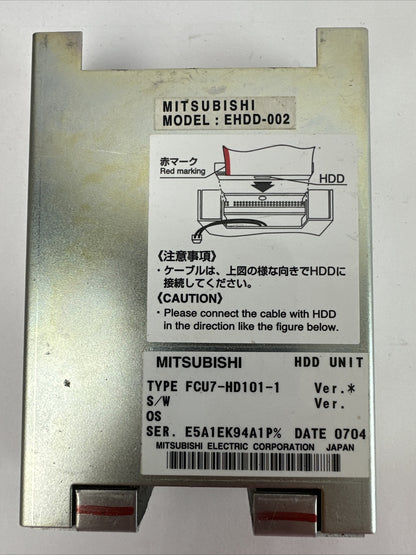 MITSUBISHI
MODEL : EHDD-002
赤マーク
Red marking
HDD
《注意事項》
・ケーブルは、上図の様な向きでHDDに
接続してください。
《CAUTION》
・Please connect the cable with HDD
in the direction like the figure below.
MITSUBISHI HDD UNIT
TYPE FCU7-HD101-1 Ver.*
S/W Ver.
OS
SER. E5A1EK94A1P% DATE 0704
MITSUBISHI ELECTRIC CORPORATION JAPAN